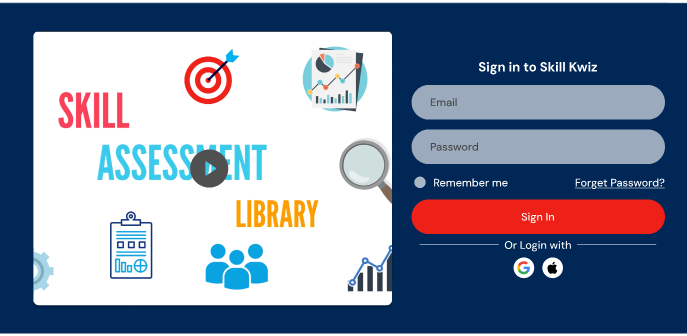 SKILL
ASSESSMENT
LIBRARY
Sign in to Skill Kwiz
Email
Password
Remember me
Forget Password?
Sign In
Or Login with